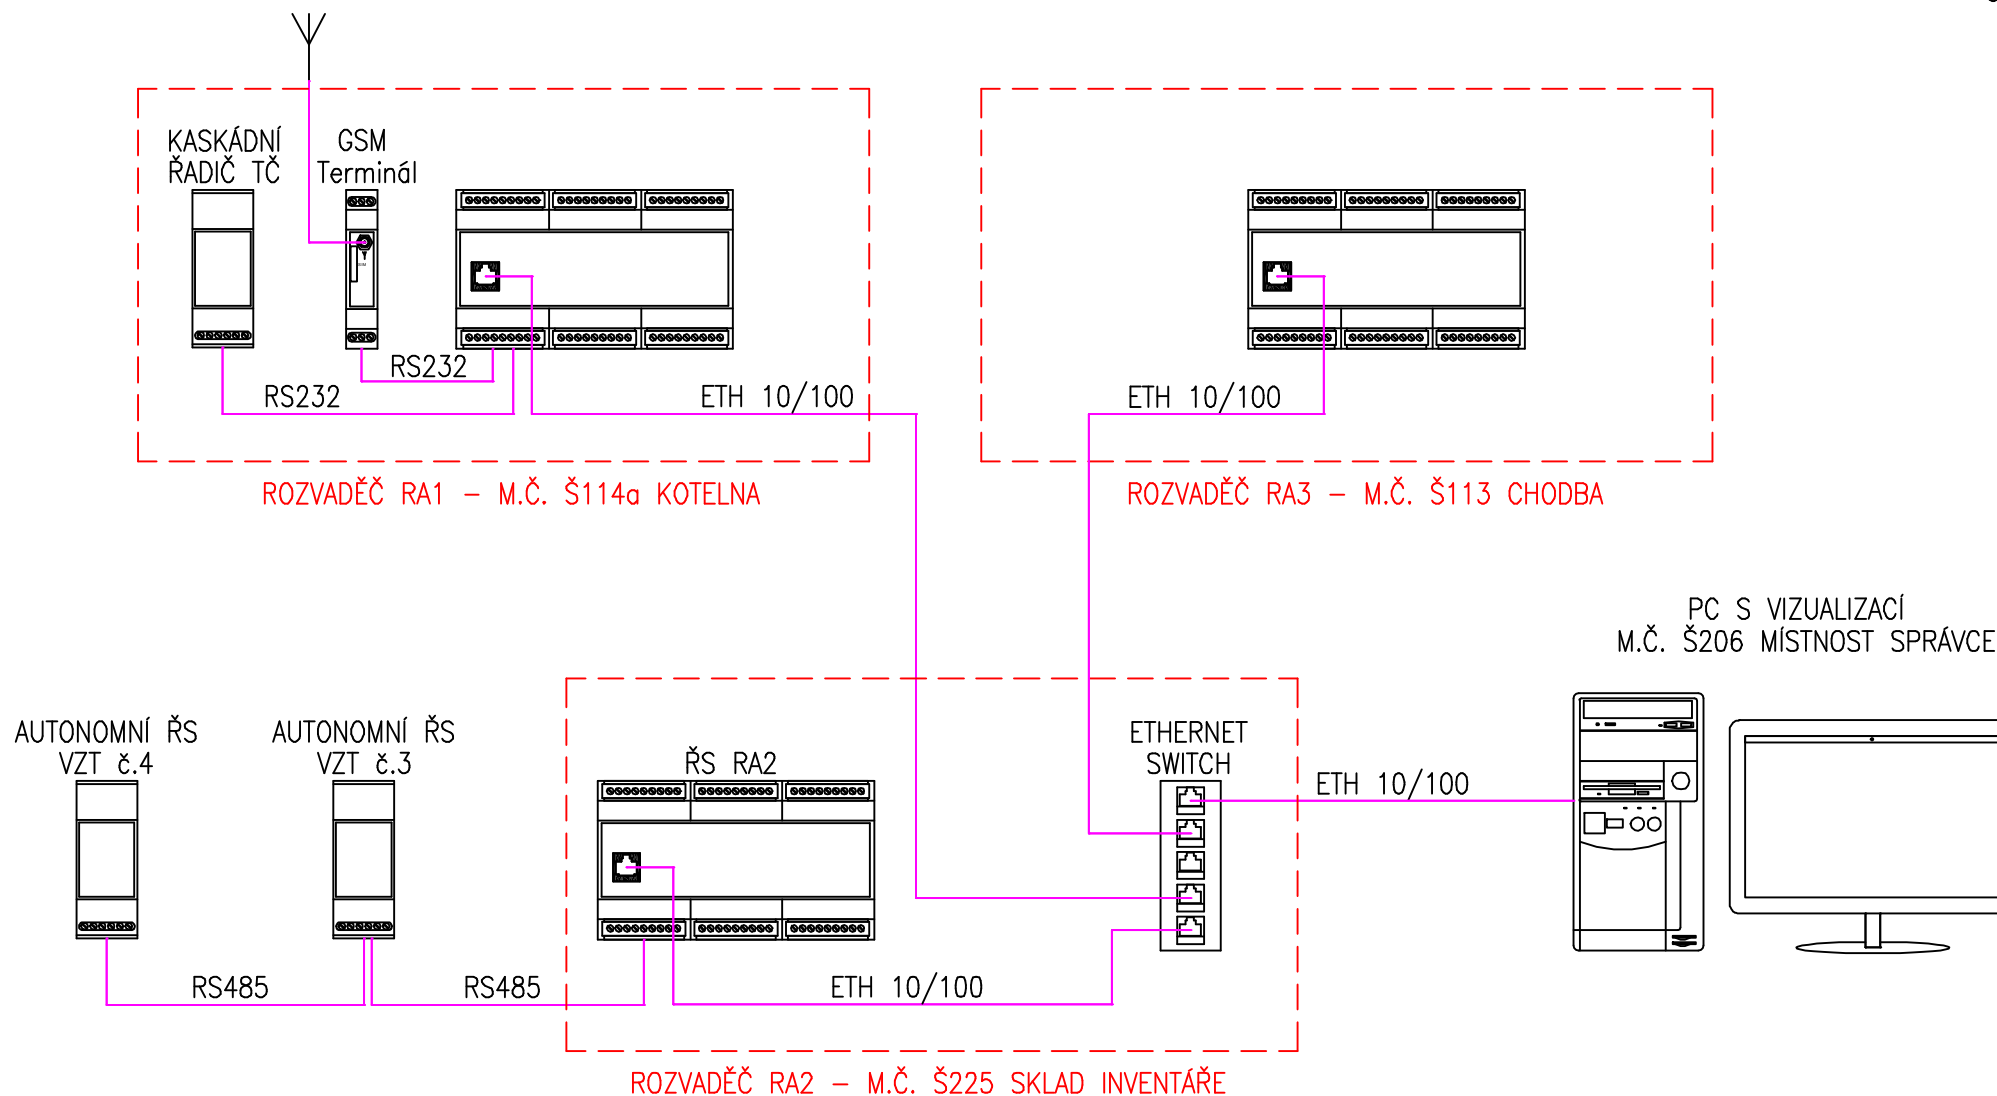 KASKÁDNÍ
ŘADIČ TČ
GSM
Terminál
RS232
RS232
ETH 10/100
ETH 10/100
ROZVADĚČ RA1 – M.Č. Š114a KOTELNA
ROZVADĚČ RA3 – M.Č. Š113 CHODBA
PC S VIZUALIZACÍ
M.Č. Š206 MÍSTNOST SPRÁVCE
AUTONOMNÍ ŘS
VZT č.4
AUTONOMNÍ ŘS
VZT č.3
ŘS RA2
ETHERNET
SWITCH
ETH 10/100
RS485
RS485
ETH 10/100
ROZVADĚČ RA2 – M.Č. Š225 SKLAD INVENTÁŘE